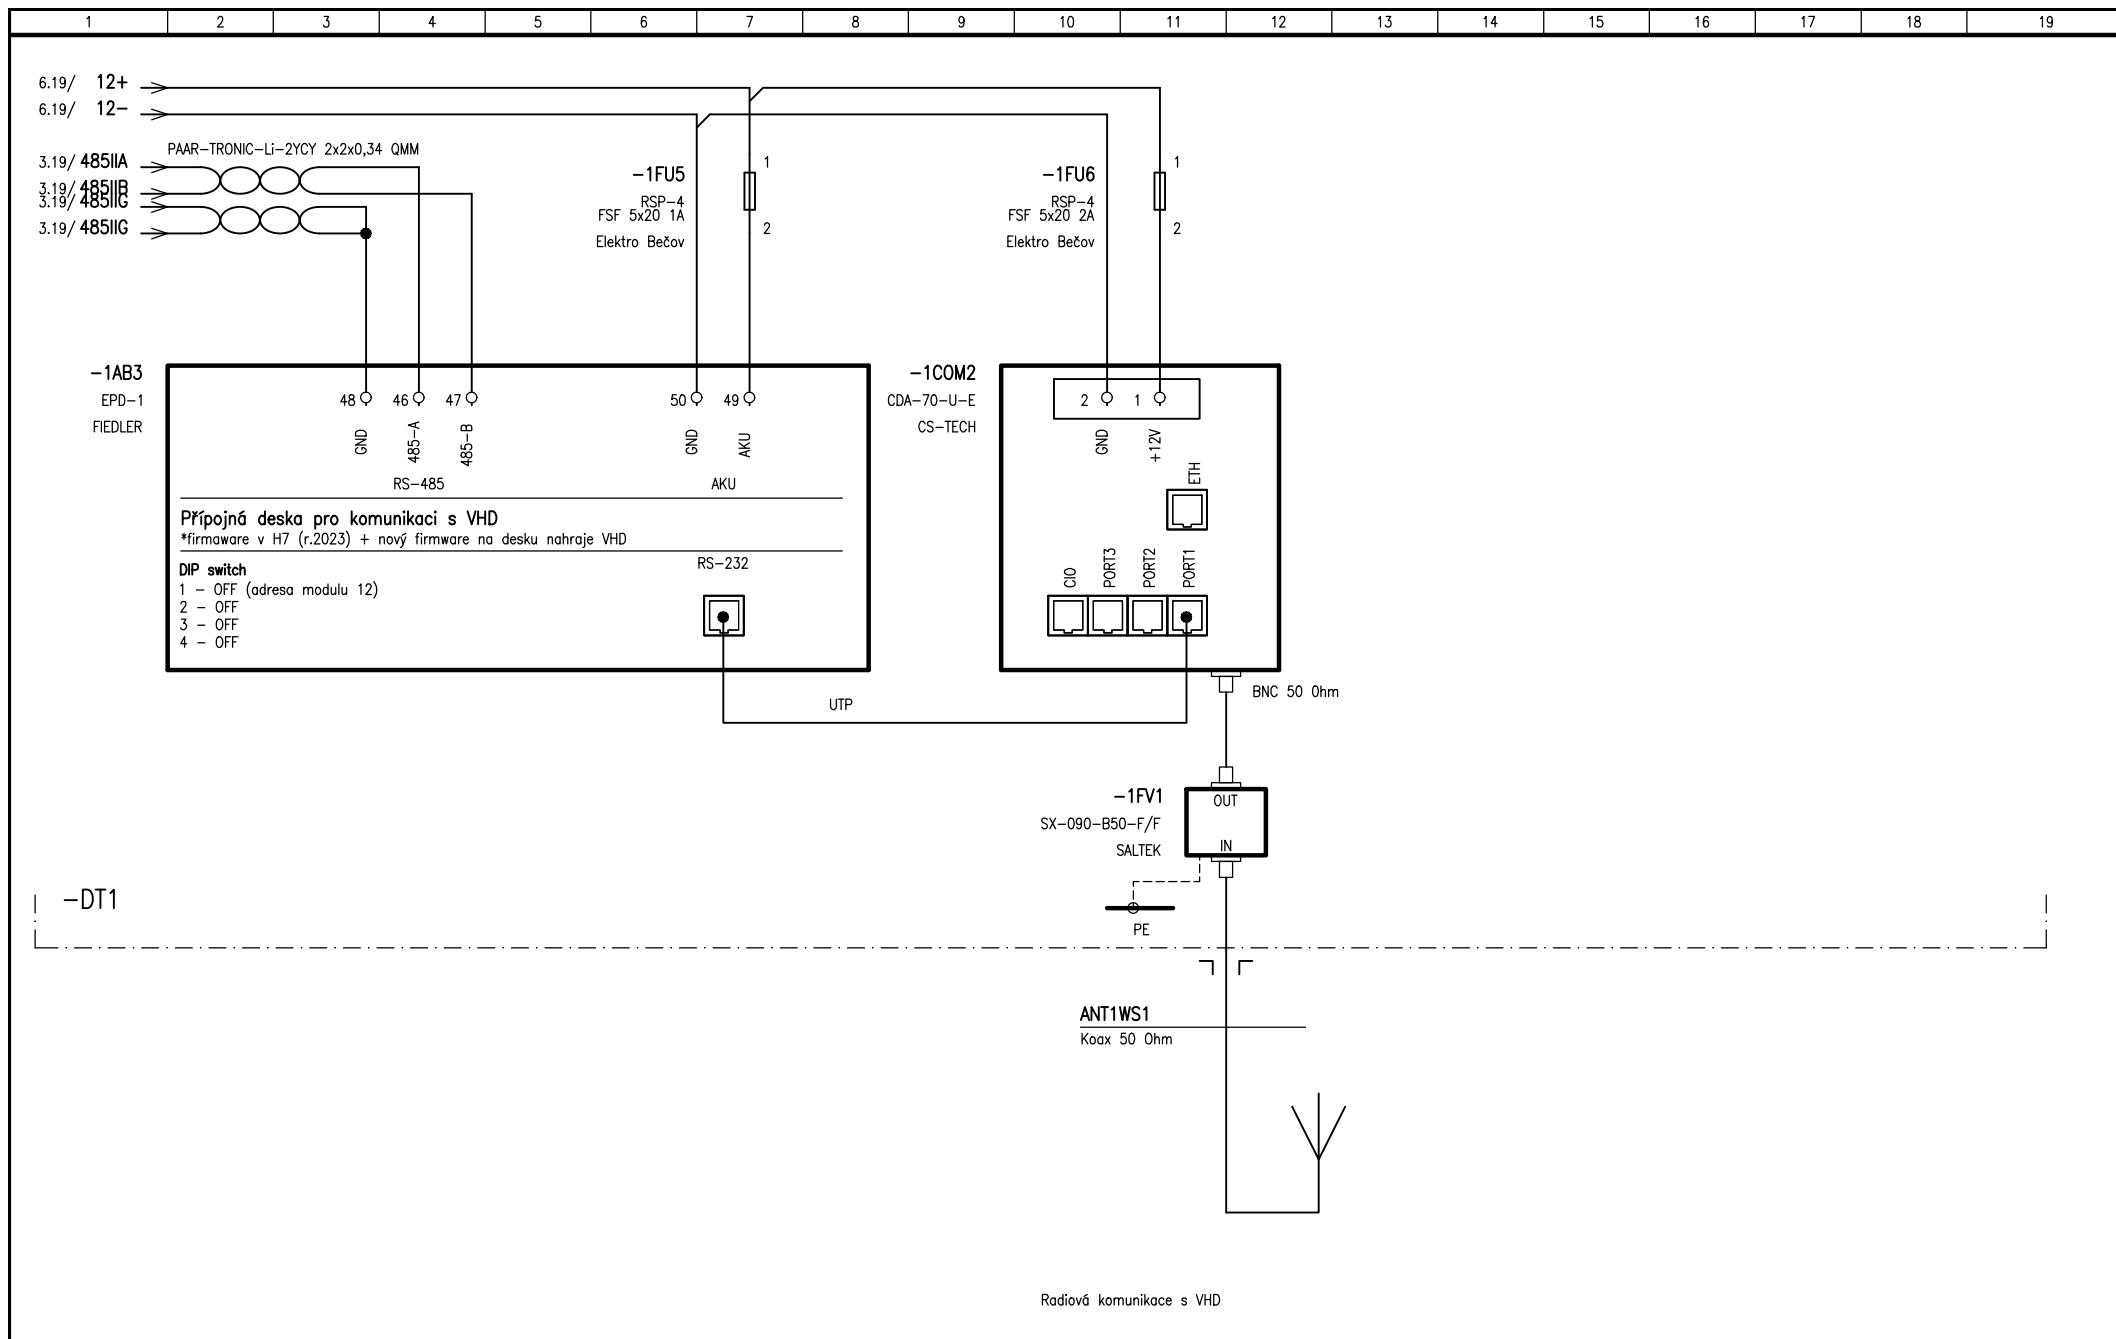 1 2 3 4 5 6 7 8 9 10 11 12 13 14 15 16 17 18 19
6.19/ 12+
6.19/ 12-
PAAR-TRONIC-Li-2YCY 2x2x0,34 QMM
3.19/ 485IIA
3.19/ 485IIB
3.19/ 485IIG
3.19/ 485IIG
-1FU5
RSP-4
FSF 5x20 1A
Elektro Bečov
1
2
-1FU6
RSP-4
FSF 5x20 2A
Elektro Bečov
1
2
-1AB3
EPD-1
FIEDLER
48 46 47 50 49
GND 485-A 485-B GND AKU
RS-485 AKU
Přípojná deska pro komunikaci s VHD
*firmaware v H7 (r.2023) + nový firmware na desku nahraje VHD
RS-232
DIP switch
1 - OFF (adresa modulu 12)
2 - OFF
3 - OFF
4 - OFF
-1COM2
CDA-70-U-E
CS-TECH
2 1
GND +12V
ETH
CIO PORT3 PORT2 PORT1
UTP
BNC 50 Ohm
-1FV1
SX-090-B50-F/F
SALTEK
OUT
IN
-DT1
PE
ANT1WS1
Koax 50 Ohm
Radiová komunikace s VHD